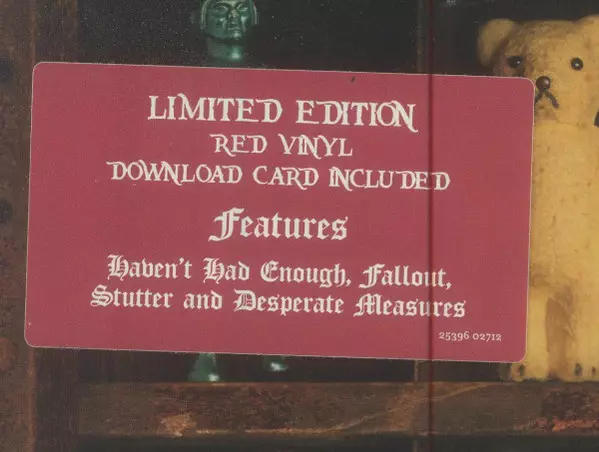 LIMITED EDITION
RED VINYL
DOWNLOAD CARD INCLUDED
Features
Haven't Had Enough, Fallout,
Stutter and Desperate Measures
25396 02712